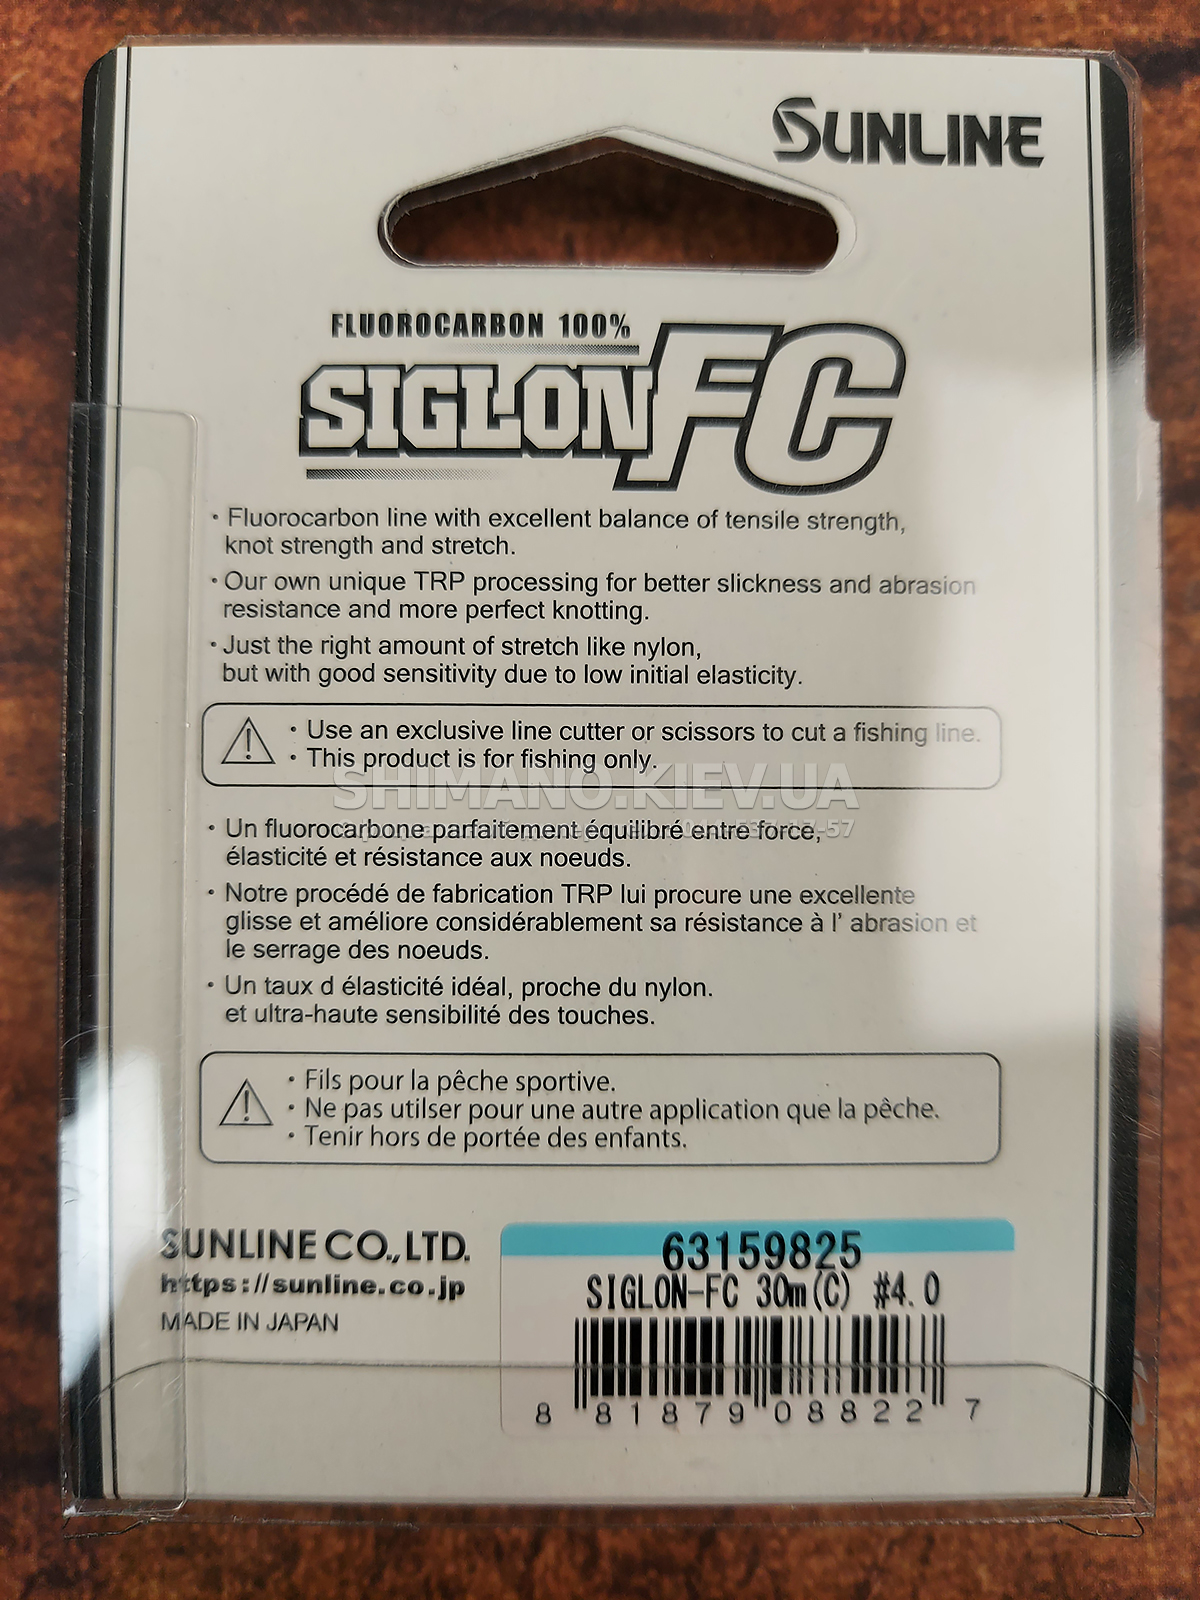 SUNLINE
FLUOROCARBON 100%
SIGLON FC
・Fluorocarbon line with excellent balance of tensile strength,
knot strength and stretch.
・Our own unique TRP processing for better slickness and abrasion
resistance and more perfect knotting.
・Just the right amount of stretch like nylon,
but with good sensitivity due to low initial elasticity.
・Use an exclusive line cutter or scissors to cut a fishing line.
・This product is for fishing only.
SHIMANO.KIEV.UA
537-17-57
・Un fluorocarbone parfaitement équilibré entre force,
élasticité et résistance aux noeuds.
・Notre procédé de fabrication TRP lui procure une excellente
glisse et améliore considérablement sa résistance à l’ abrasion et
le serrage des noeuds.
・Un taux d élasticité idéal, proche du nylon.
et ultra-haute sensibilité des touches.
・Fils pour la pêche sportive.
・Ne pas utilser pour une autre application que la pêche.
・Tenir hors de portée des enfants.
SUNLINE CO.,LTD.
https://sunline.co.jp
MADE IN JAPAN
63159825
SIGLON-FC 30m(C) #4.0
8 81879 08822 7